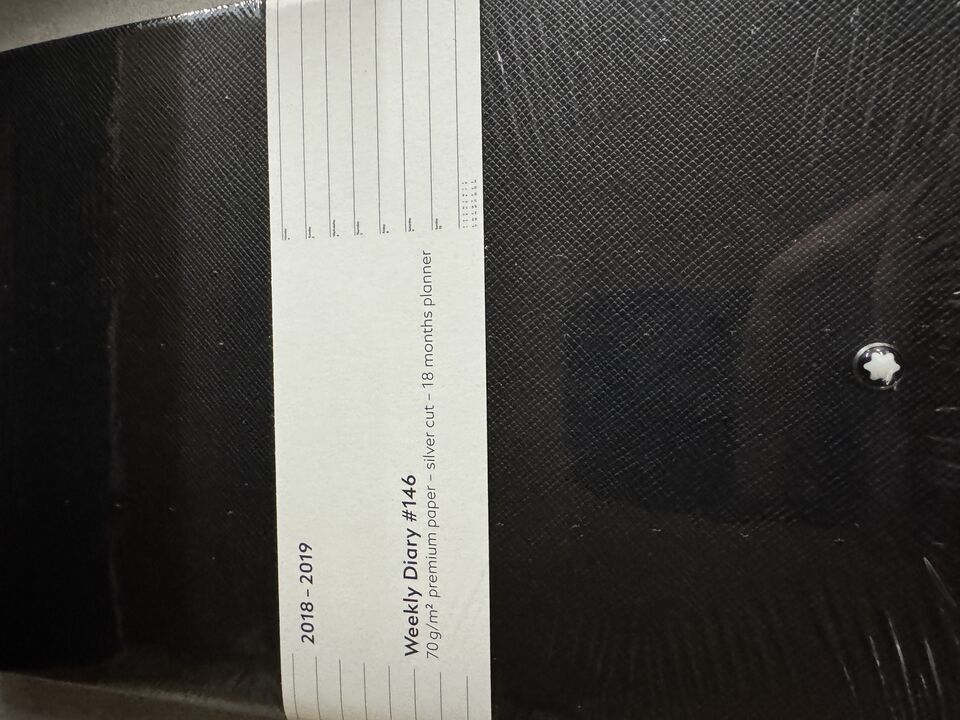 2018 – 2019
Weekly Diary #146
70 g/m² premium paper – silver cut – 18 months planner